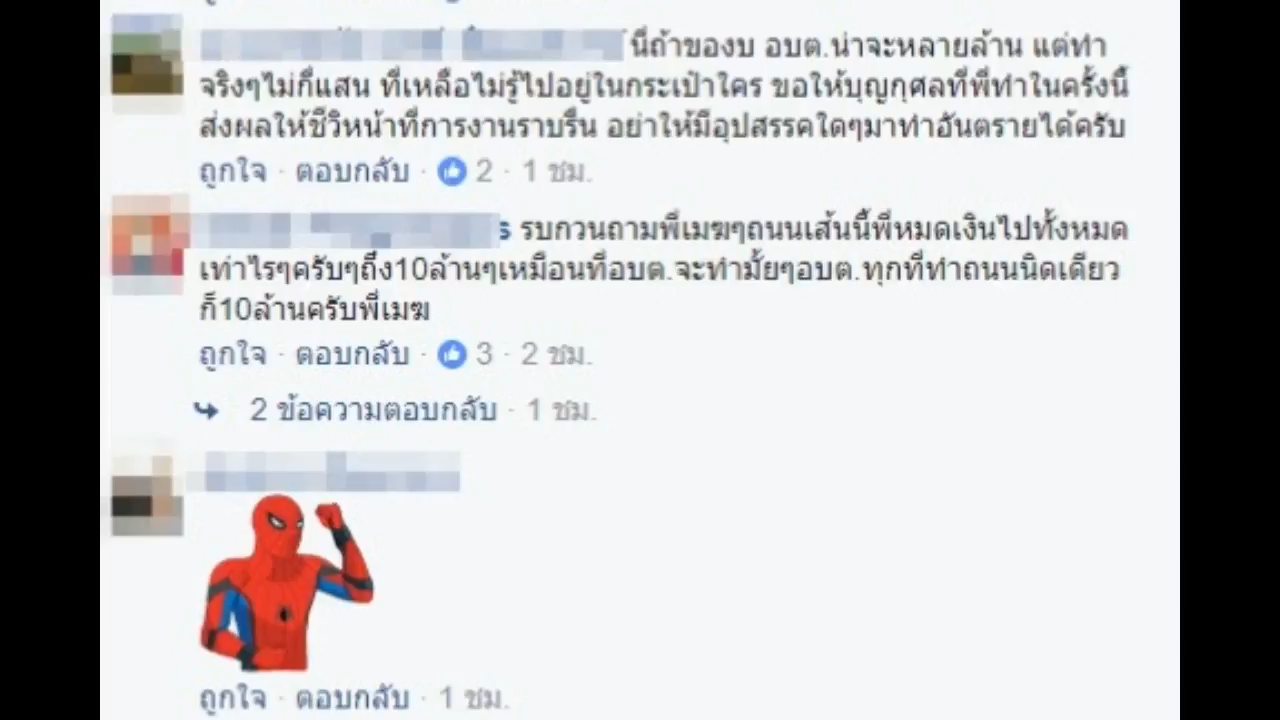 นี่ถ้าของบ อบต.น่าจะหลายล้าน แต่ทำ
จริงๆไม่กี่แสน ที่เหลือไม่รู้ไปอยู่ในกระเป๋าใคร ขอให้บุญกุศลที่พี่ทำในครั้งนี้
ส่งผลให้ชีวิหน้าที่การงานราบรื่น อย่าให้มีอุปสรรคใดๆมาทำอันตรายได้ครับ
ถูกใจ · ตอบกลับ · 2 · 1 ชม.
s รบกวนถามพี่เมฆๆถนนเส้นนี้พี่หมดเงินไปทั้งหมด
เท่าไรๆครับๆถึง10ล้านๆเหมือนที่อบต.จะทำมั้ยๆอบต.ทุกที่ทำถนนนิดเดียว
ก็10ล้านครับพี่เมฆ
ถูกใจ · ตอบกลับ · 3 · 2 ชม.
2 ข้อความตอบกลับ · 1 ชม.
ถูกใจ · ตอบกลับ · 1 ชม.